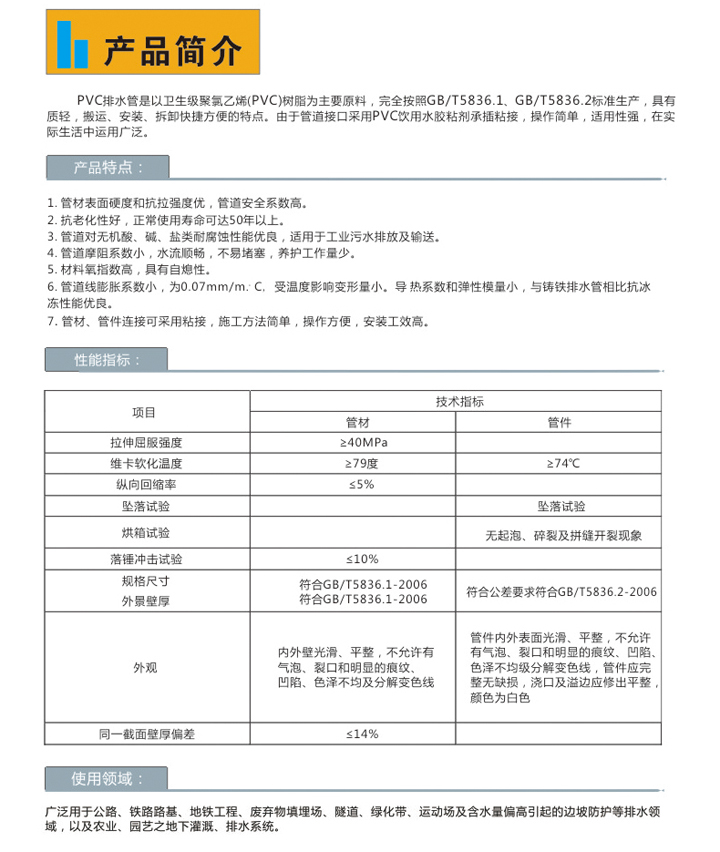 产品简介
PVC排水管是以卫生级聚氯乙烯(PVC)树脂为主要原料，完全按照GB/T5836.1、GB/T5836.2标准生产，具有
质轻，搬运、安装、拆卸快捷方便的特点。由于管道接口采用PVC饮用水胶粘剂承插粘接，操作简单，适用性强，在实
际生活中运用广泛。
产品特点：
1. 管材表面硬度和抗拉强度优，管道安全系数高。
2. 抗老化性好，正常使用寿命可达50年以上。
3. 管道对无机酸、碱、盐类耐腐蚀性能优良，适用于工业污水排放及输送。
4. 管道摩阻系数小，水流顺畅，不易堵塞，养护工作量少。
5. 材料氧指数高，具有自熄性。
6. 管道线膨胀系数小，为0.07mm/m.· C，受温度影响变形量小。导 热系数和弹性模量小，与铸铁排水管相比抗冰
冻性能优良。
7. 管材、管件连接可采用粘接，施工方法简单，操作方便，安装工效高。
性能指标：
项目 技术指标
管材 管件
拉伸屈服强度 ≥40MPa
维卡软化温度 ≥79度 ≥74℃
纵向回缩率 ≤5%
坠落试验 坠落试验
烘箱试验 无起泡、碎裂及拼缝开裂现象
落锤冲击试验 ≤10%
规格尺寸 符合GB/T5836.1-2006
外景壁厚 符合GB/T5836.1-2006 符合公差要求符合GB/T5836.2-2006
外观
内外壁光滑、平整，不允许有
气泡、裂口和明显的痕纹、
凹陷、色泽不均及分解变色线
管件内外表面光滑、平整，不允许
有气泡、裂口和明显的痕纹、凹陷、
色泽不均级分解变色线，管件应完
整无缺损，浇口及溢边应修出平整，
颜色为白色
同一截面壁厚偏差 ≤14%
使用领域：
广泛用于公路、铁路路基、地铁工程、废弃物填埋场、隧道、绿化带、运动场及含水量偏高引起的边坡防护等排水领
域，以及农业、园艺之地下灌溉、排水系统。